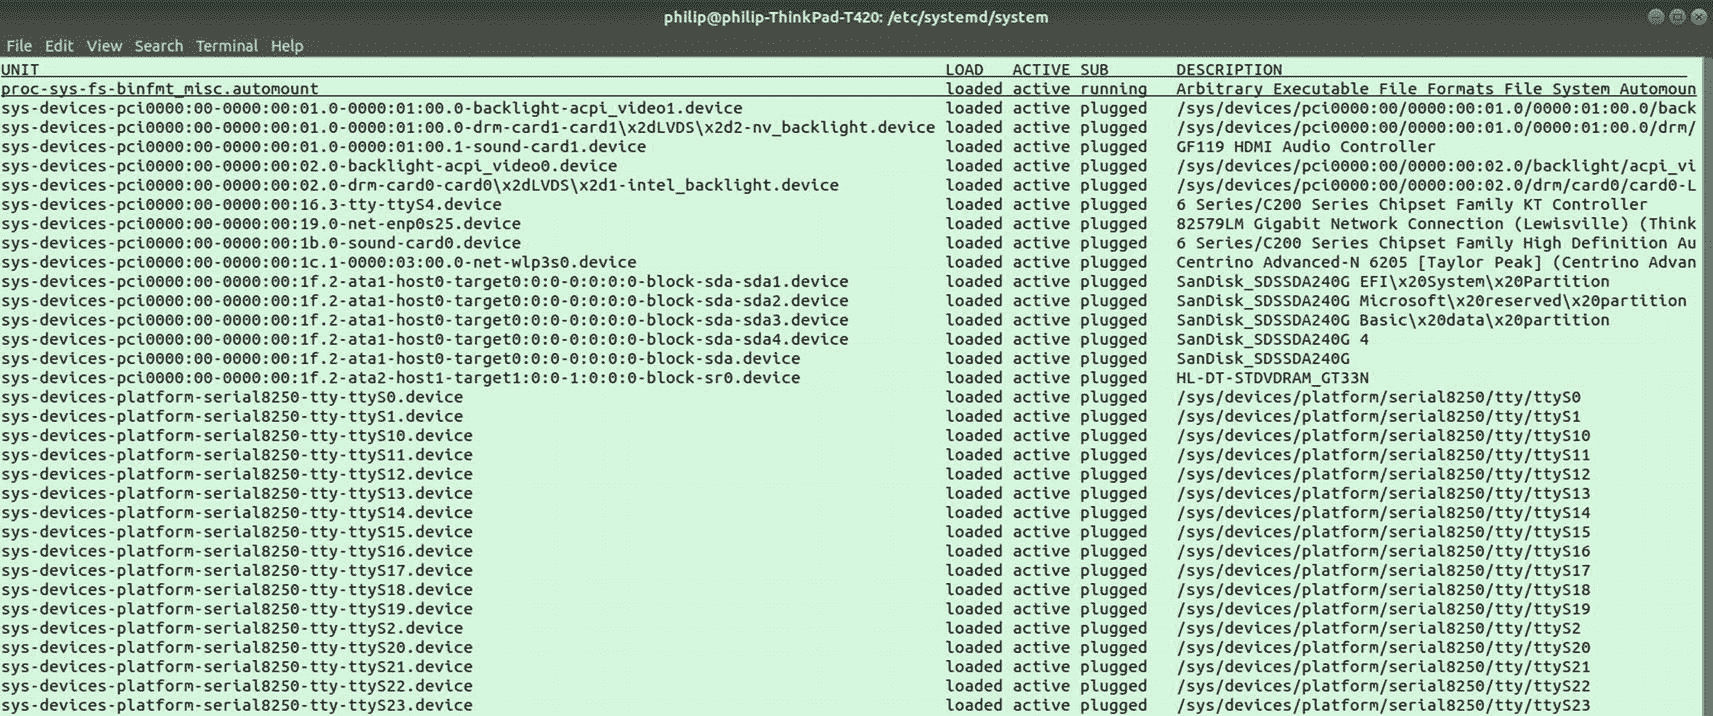 philip@philip-ThinkPad-T420: /etc/systemd/system
File Edit View Search Terminal Help
UNIT LOAD ACTIVE SUB DESCRIPTION
proc-sys-fs-binfmt_misc.automount loaded active running Arbitrary Executable File Formats File System Automoun
sys-devices-pci0000:00-0000:00:01.0-0000:01:00.0-backlight-acpi_video1.device loaded active plugged /sys/devices/pci0000:00/0000:00:01.0/0000:01:00.0/back
sys-devices-pci0000:00-0000:00:01.0-0000:01:00.0-drm-card1-card1\x2dLVDS\x2d2-nv_backlight.device loaded active plugged /sys/devices/pci0000:00/0000:00:01.0/0000:01:00.0/drm/
sys-devices-pci0000:00-0000:00:01.0-0000:01:00.1-sound-card1.device loaded active plugged GF119 HDMI Audio Controller
sys-devices-pci0000:00-0000:00:02.0-backlight-acpi_video0.device loaded active plugged /sys/devices/pci0000:00/0000:00:02.0/backlight/acpi_vi
sys-devices-pci0000:00-0000:00:02.0-drm-card0-card0\x2dLVDS\x2d1-intel_backlight.device loaded active plugged /sys/devices/pci0000:00/0000:00:02.0/drm/card0/card0-L
sys-devices-pci0000:00-0000:00:16.3-tty-ttyS4.device loaded active plugged 6 Series/C200 Series Chipset Family KT Controller
sys-devices-pci0000:00-0000:00:19.0-net-enp0s25.device loaded active plugged 82579LM Gigabit Network Connection (Lewisville) (Think
sys-devices-pci0000:00-0000:00:1b.0-sound-card0.device loaded active plugged 6 Series/C200 Series Chipset Family High Definition Au
sys-devices-pci0000:00-0000:00:1c.1-0000:03:00.0-net-wlp3s0.device loaded active plugged Centrino Advanced-N 6205 [Taylor Peak] (Centrino Advan
sys-devices-pci0000:00-0000:00:1f.2-ata1-host0-target0:0:0-0:0:0:0-block-sda-sda1.device loaded active plugged SanDisk_SDSSDA240G EFI\x20System\x20Partition
sys-devices-pci0000:00-0000:00:1f.2-ata1-host0-target0:0:0-0:0:0:0-block-sda-sda2.device loaded active plugged SanDisk_SDSSDA240G Microsoft\x20reserved\x20partition
sys-devices-pci0000:00-0000:00:1f.2-ata1-host0-target0:0:0-0:0:0:0-block-sda-sda3.device loaded active plugged SanDisk_SDSSDA240G Basic\x20data\x20partition
sys-devices-pci0000:00-0000:00:1f.2-ata1-host0-target0:0:0-0:0:0:0-block-sda-sda4.device loaded active plugged SanDisk_SDSSDA240G 4
sys-devices-pci0000:00-0000:00:1f.2-ata1-host0-target0:0:0-0:0:0:0-block-sda.device loaded active plugged SanDisk_SDSSDA240G
sys-devices-pci0000:00-0000:00:1f.2-ata2-host1-target1:0:0-1:0:0:0-block-sr0.device loaded active plugged HL-DT-STDVDRAM_GT33N
sys-devices-platform-serial8250-tty-ttyS0.device loaded active plugged /sys/devices/platform/serial8250/tty/ttyS0
sys-devices-platform-serial8250-tty-ttyS1.device loaded active plugged /sys/devices/platform/serial8250/tty/ttyS1
sys-devices-platform-serial8250-tty-ttyS10.device loaded active plugged /sys/devices/platform/serial8250/tty/ttyS10
sys-devices-platform-serial8250-tty-ttyS11.device loaded active plugged /sys/devices/platform/serial8250/tty/ttyS11
sys-devices-platform-serial8250-tty-ttyS12.device loaded active plugged /sys/devices/platform/serial8250/tty/ttyS12
sys-devices-platform-serial8250-tty-ttyS13.device loaded active plugged /sys/devices/platform/serial8250/tty/ttyS13
sys-devices-platform-serial8250-tty-ttyS14.device loaded active plugged /sys/devices/platform/serial8250/tty/ttyS14
sys-devices-platform-serial8250-tty-ttyS15.device loaded active plugged /sys/devices/platform/serial8250/tty/ttyS15
sys-devices-platform-serial8250-tty-ttyS16.device loaded active plugged /sys/devices/platform/serial8250/tty/ttyS16
sys-devices-platform-serial8250-tty-ttyS17.device loaded active plugged /sys/devices/platform/serial8250/tty/ttyS17
sys-devices-platform-serial8250-tty-ttyS18.device loaded active plugged /sys/devices/platform/serial8250/tty/ttyS18
sys-devices-platform-serial8250-tty-ttyS19.device loaded active plugged /sys/devices/platform/serial8250/tty/ttyS19
sys-devices-platform-serial8250-tty-ttyS2.device loaded active plugged /sys/devices/platform/serial8250/tty/ttyS2
sys-devices-platform-serial8250-tty-ttyS20.device loaded active plugged /sys/devices/platform/serial8250/tty/ttyS20
sys-devices-platform-serial8250-tty-ttyS21.device loaded active plugged /sys/devices/platform/serial8250/tty/ttyS21
sys-devices-platform-serial8250-tty-ttyS22.device loaded active plugged /sys/devices/platform/serial8250/tty/ttyS22
sys-devices-platform-serial8250-tty-ttyS23.device loaded active plugged /sys/devices/platform/serial8250/tty/ttyS23